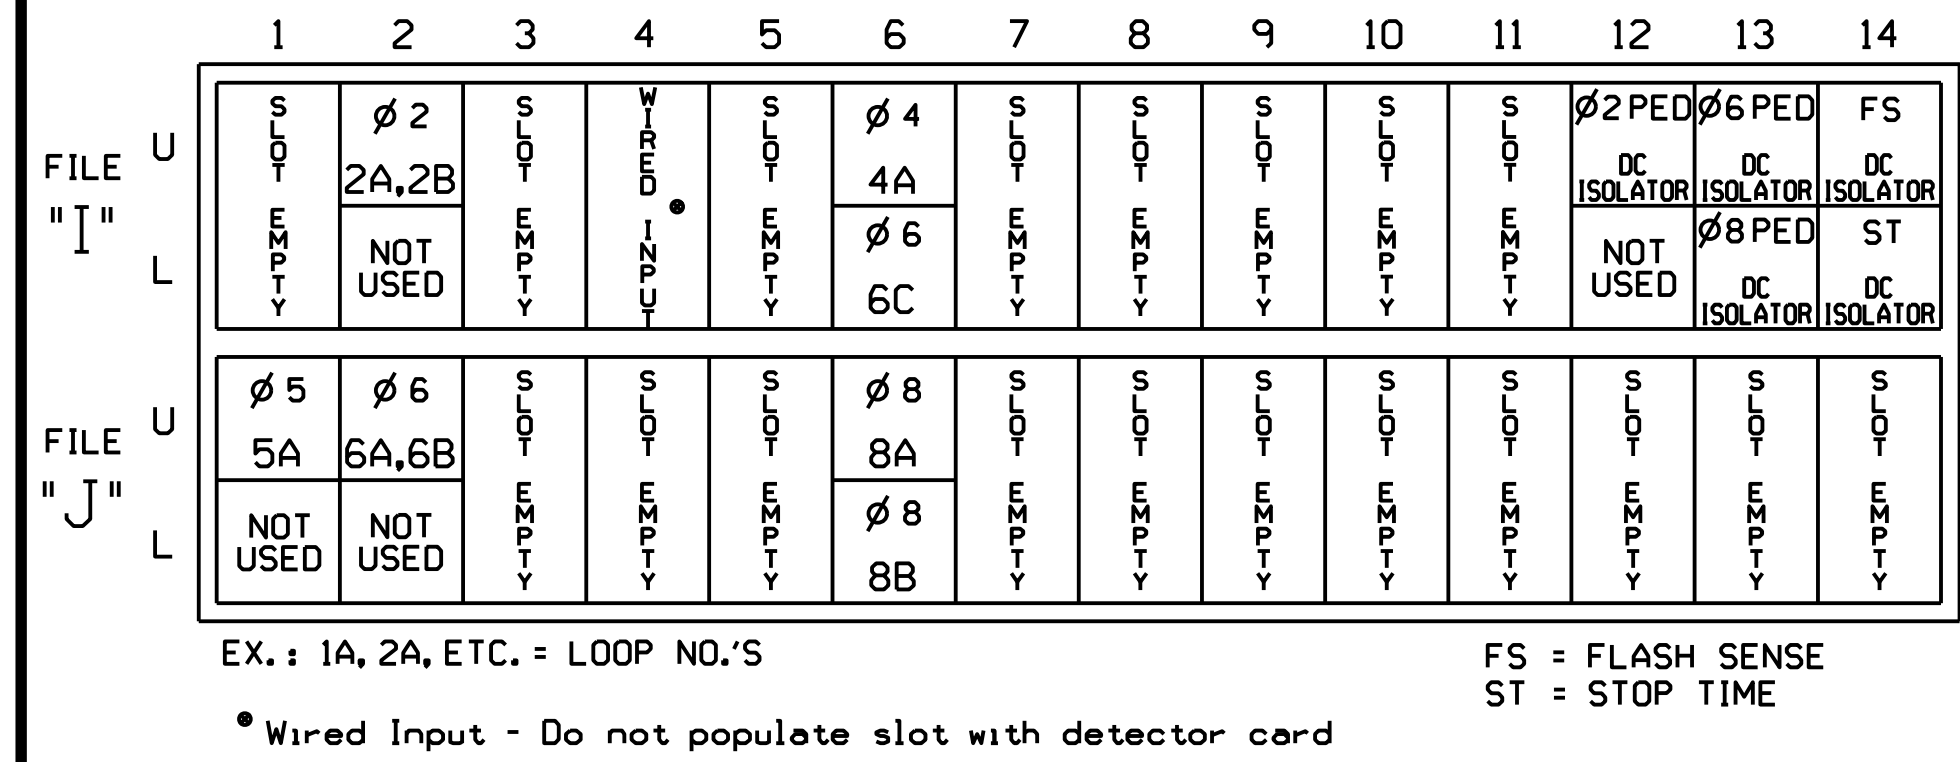 1 2 3 4 5 6 7 8 9 10 11 12 13 14
FILE "I"
U
L
SLOT EMPTY
Ø 2
2A,2B
NOT USED
SLOT EMPTY
WIRED INPUT
SLOT EMPTY
Ø 4
4A
Ø 6
6C
SLOT EMPTY
SLOT EMPTY
SLOT EMPTY
SLOT EMPTY
SLOT EMPTY
Ø2 PED
DC
ISOLATOR
NOT USED
Ø6 PED
DC
ISOLATOR
Ø8 PED
DC
ISOLATOR
FS
DC
ISOLATOR
ST
DC
ISOLATOR
FILE "J"
U
L
Ø 5
5A
NOT USED
Ø 6
6A,6B
NOT USED
SLOT EMPTY
SLOT EMPTY
SLOT EMPTY
Ø 8
8A
Ø 8
8B
SLOT EMPTY
SLOT EMPTY
SLOT EMPTY
SLOT EMPTY
SLOT EMPTY
SLOT EMPTY
SLOT EMPTY
SLOT EMPTY
EX.: 1A, 2A, ETC. = LOOP NO.'S
FS = FLASH SENSE
ST = STOP TIME
Wired Input - Do not populate slot with detector card